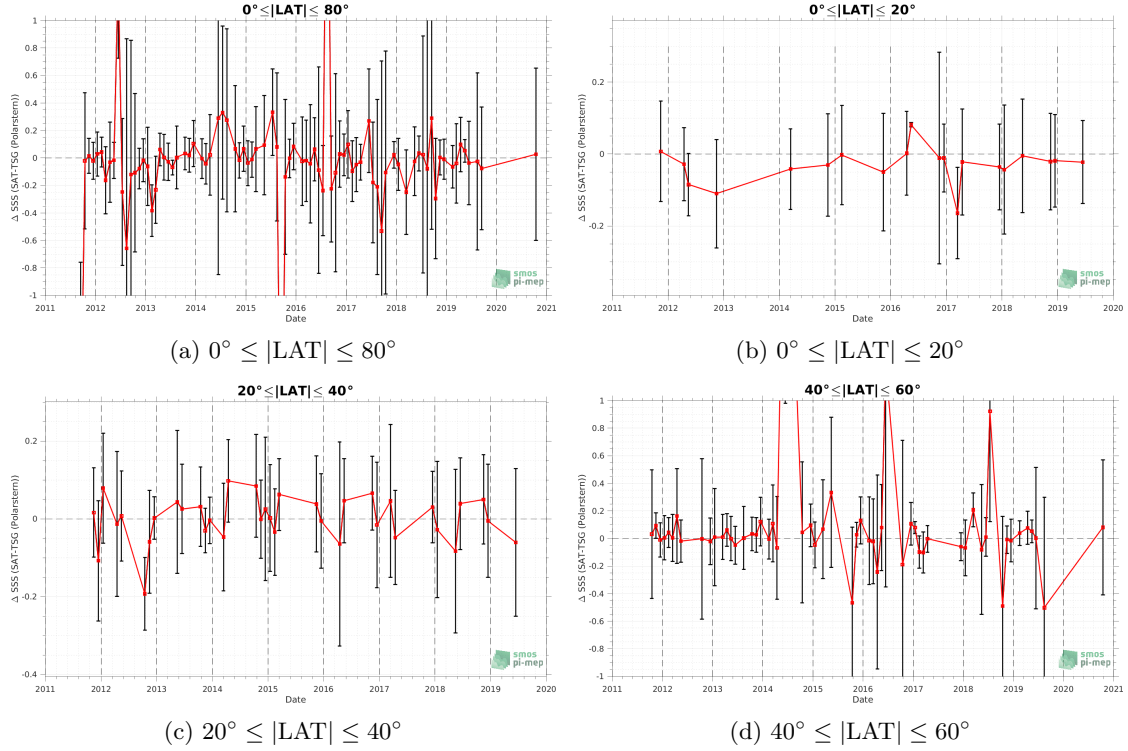 0°≤|LAT|≤ 80°
1
0.8
0.6
0.4
0.2
0
-0.2
-0.4
-0.6
-0.8
-1
Δ SSS (SAT-TSG (Polarstern))
2011 2012 2013 2014 2015 2016 2017 2018 2019 2020 2021
Date
smos
pi-mep
(a) 0° ≤ |LAT| ≤ 80°
0°≤|LAT|≤ 20°
0.2
0
-0.2
Δ SSS (SAT-TSG (Polarstern))
2011 2012 2013 2014 2015 2016 2017 2018 2019 2020
Date
smos
pi-mep
(b) 0° ≤ |LAT| ≤ 20°
20°≤|LAT|≤ 40°
0.2
0
-0.2
-0.4
Δ SSS (SAT-TSG (Polarstern))
2011 2012 2013 2014 2015 2016 2017 2018 2019 2020
Date
smos
pi-mep
(c) 20° ≤ |LAT| ≤ 40°
40°≤|LAT|≤ 60°
1
0.8
0.6
0.4
0.2
0
-0.2
-0.4
-0.6
-0.8
-1
Δ SSS (SAT-TSG (Polarstern))
2011 2012 2013 2014 2015 2016 2017 2018 2019 2020 2021
Date
smos
pi-mep
(d) 40° ≤ |LAT| ≤ 60°